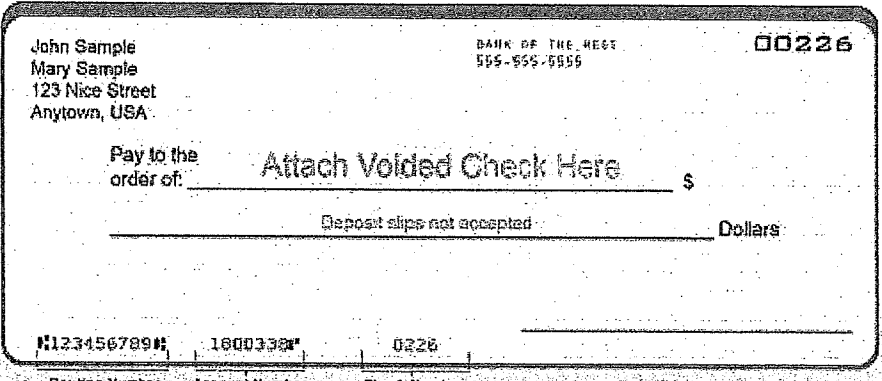 John Sample
Mary Sample
123 Nice Street
Anytown, USA
BANK OF THE WEST
555-555-5555
00226
Pay to the
order of:
Attach Voided Check Here
$
Deposit slips not accepted
Dollars
⑆123456789⑆ 1800338⑈ 0226